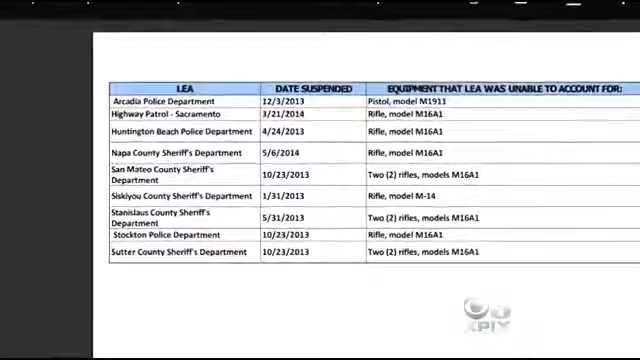 LEA DATE SUSPENDED EQUIPMENT THAT LEA WAS UNABLE TO ACCOUNT FOR:
Arcadia Police Department 12/3/2013 Pistol, model M1911
Highway Patrol - Sacramento 3/21/2014 Rifle, model M16A1
Huntington Beach Police Department 4/24/2013 Rifle, model M16A1
Napa County Sheriff's Department 5/6/2014 Rifle, model M16A1
San Mateo County Sheriff's
Department 10/23/2013 Two (2) rifles, models M16A1
Siskiyou County Sheriff's Department 1/31/2013 Rifle, model M-14
Stanislaus County Sheriff's
Department 5/31/2013 Two (2) rifles, models M16A1
Stockton Police Department 10/23/2013 Rifle, model M16A1
Sutter County Sheriff's Department 10/23/2013 Two (2) rifles, models M16A1
5
KPIX